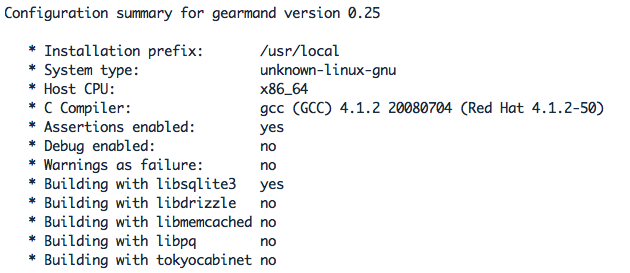 Configuration summary for gearmand version 0.25
* Installation prefix: /usr/local
* System type: unknown-linux-gnu
* Host CPU: x86_64
* C Compiler: gcc (GCC) 4.1.2 20080704 (Red Hat 4.1.2-50)
* Assertions enabled: yes
* Debug enabled: no
* Warnings as failure: no
* Building with libsqlite3 yes
* Building with libdrizzle no
* Building with libmemcached no
* Building with libpq no
* Building with tokyocabinet no